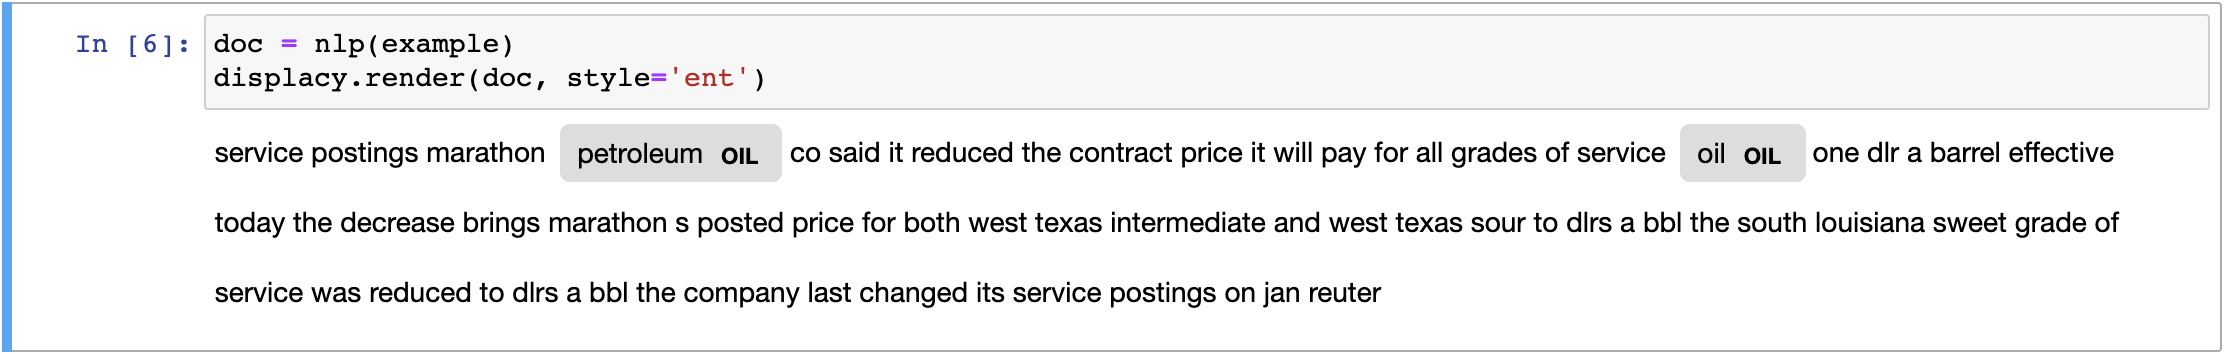 In [6]: doc = nlp(example)
displacy.render(doc, style='ent')
service postings marathon petroleum OIL co said it reduced the contract price it will pay for all grades of service oil OIL one dlr a barrel effective
today the decrease brings marathon s posted price for both west texas intermediate and west texas sour to dlrs a bbl the south louisiana sweet grade of
service was reduced to dlrs a bbl the company last changed its service postings on jan reuter